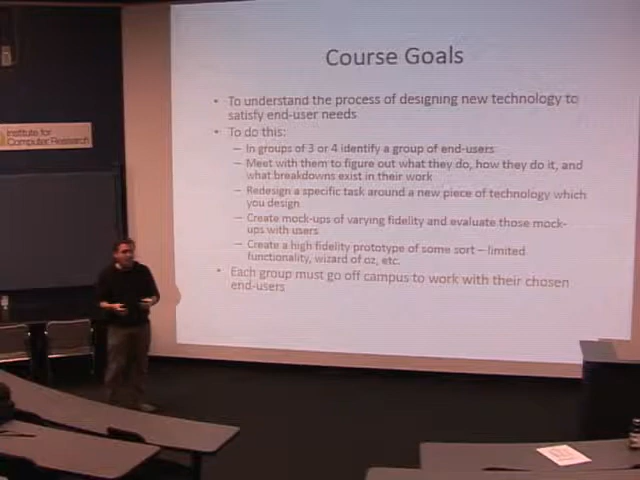 Course Goals
• To understand the process of designing new technology to
satisfy end-user needs
• To do this:
– In groups of 3 or 4 identify a group of end-users
– Meet with them to figure out what they do, how they do it, and
what breakdowns exist in their work
– Redesign a specific task around a new piece of technology which
you design
– Create mock-ups of varying fidelity and evaluate those mock-
ups with users
– Create a high fidelity prototype of some sort – limited
functionality, wizard of oz, etc.
• Each group must go off campus to work with their chosen
end-users
Institute for
Computer Research